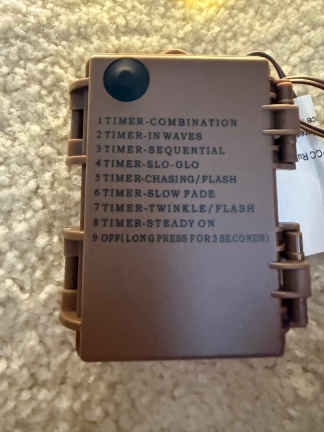 1 TIMER-COMBINATION
2 TIMER-IN WAVES
3 TIMER-SEQUENTIAL
4 TIMER-SLO-GLO
5 TIMER-CHASING/FLASH
6 TIMER-SLOW FADE
7 TIMER-TWINKLE/FLASH
8 TIMER-STEADY ON
9 OFF(LONG PRESS FOR 3 SECONDS)